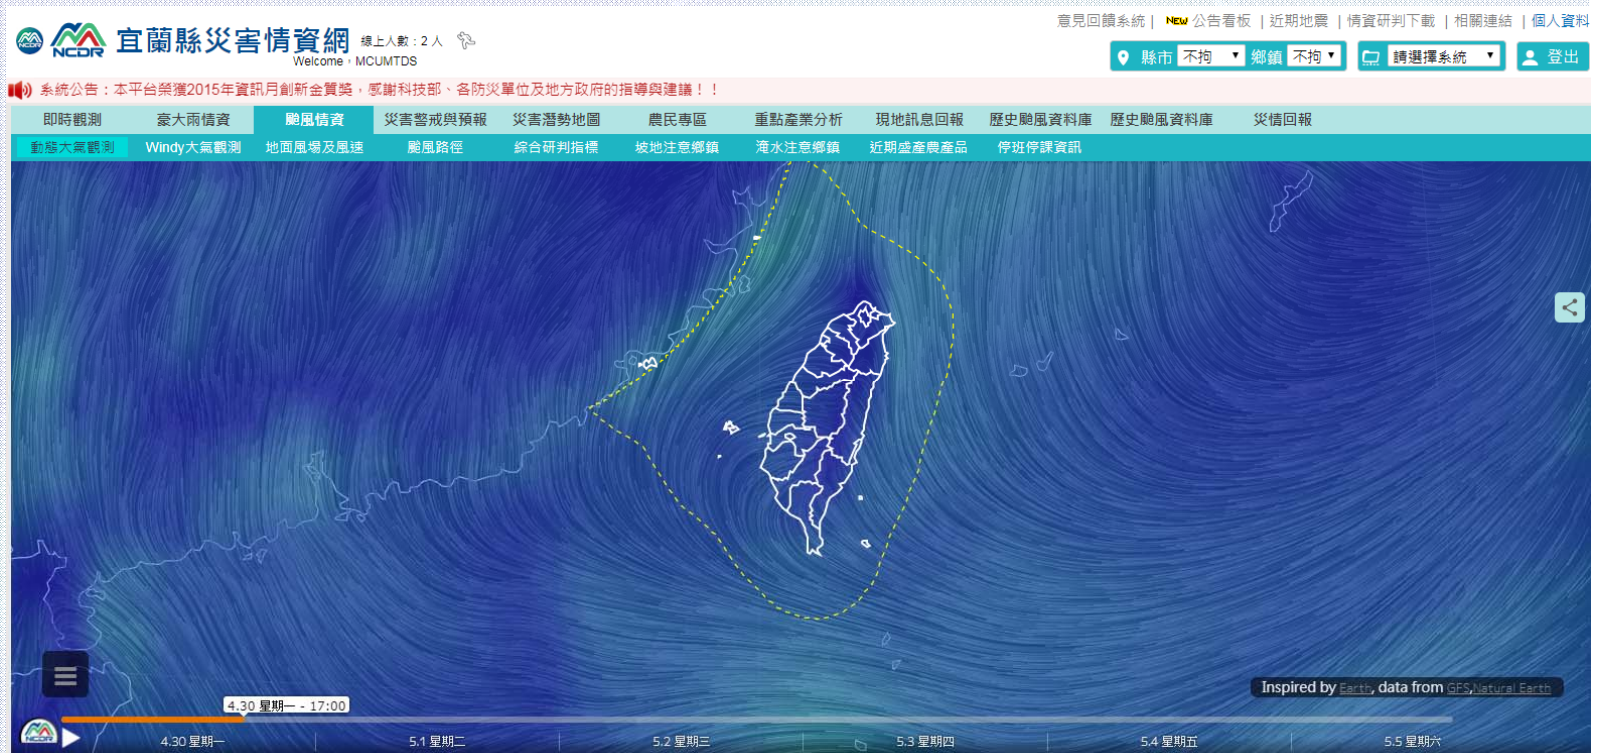 意見回饋系統 | NEW 公告看板 | 近期地震 | 情資研判下載 | 相關連結 | 個人資料
NCDR NCDR 宜蘭縣災害情資網 線上人數：2 人
Welcome，MCUMTDS
縣市 不拘 鄉鎮 不拘 請選擇系統 登出
系統公告：本平台榮獲2015年資訊月創新金質獎，感謝科技部、各防災單位及地方政府的指導與建議！！
即時觀測 豪大雨情資 颱風情資 災害警戒與預報 災害潛勢地圖 農民專區 重點產業分析 現地訊息回報 歷史颱風資料庫 歷史颱風資料庫 災情回報
動態大氣觀測 Windy大氣觀測 地面風場及風速 颱風路徑 綜合研判指標 坡地注意鄉鎮 淹水注意鄉鎮 近期盛產農產品 停班停課資訊
Inspired by Earth, data from GFS,Natural Earth
4.30 星期一 - 17:00
NCDR
4.30 星期一 5.1 星期二 5.2 星期三 5.3 星期四 5.4 星期五 5.5 星期六